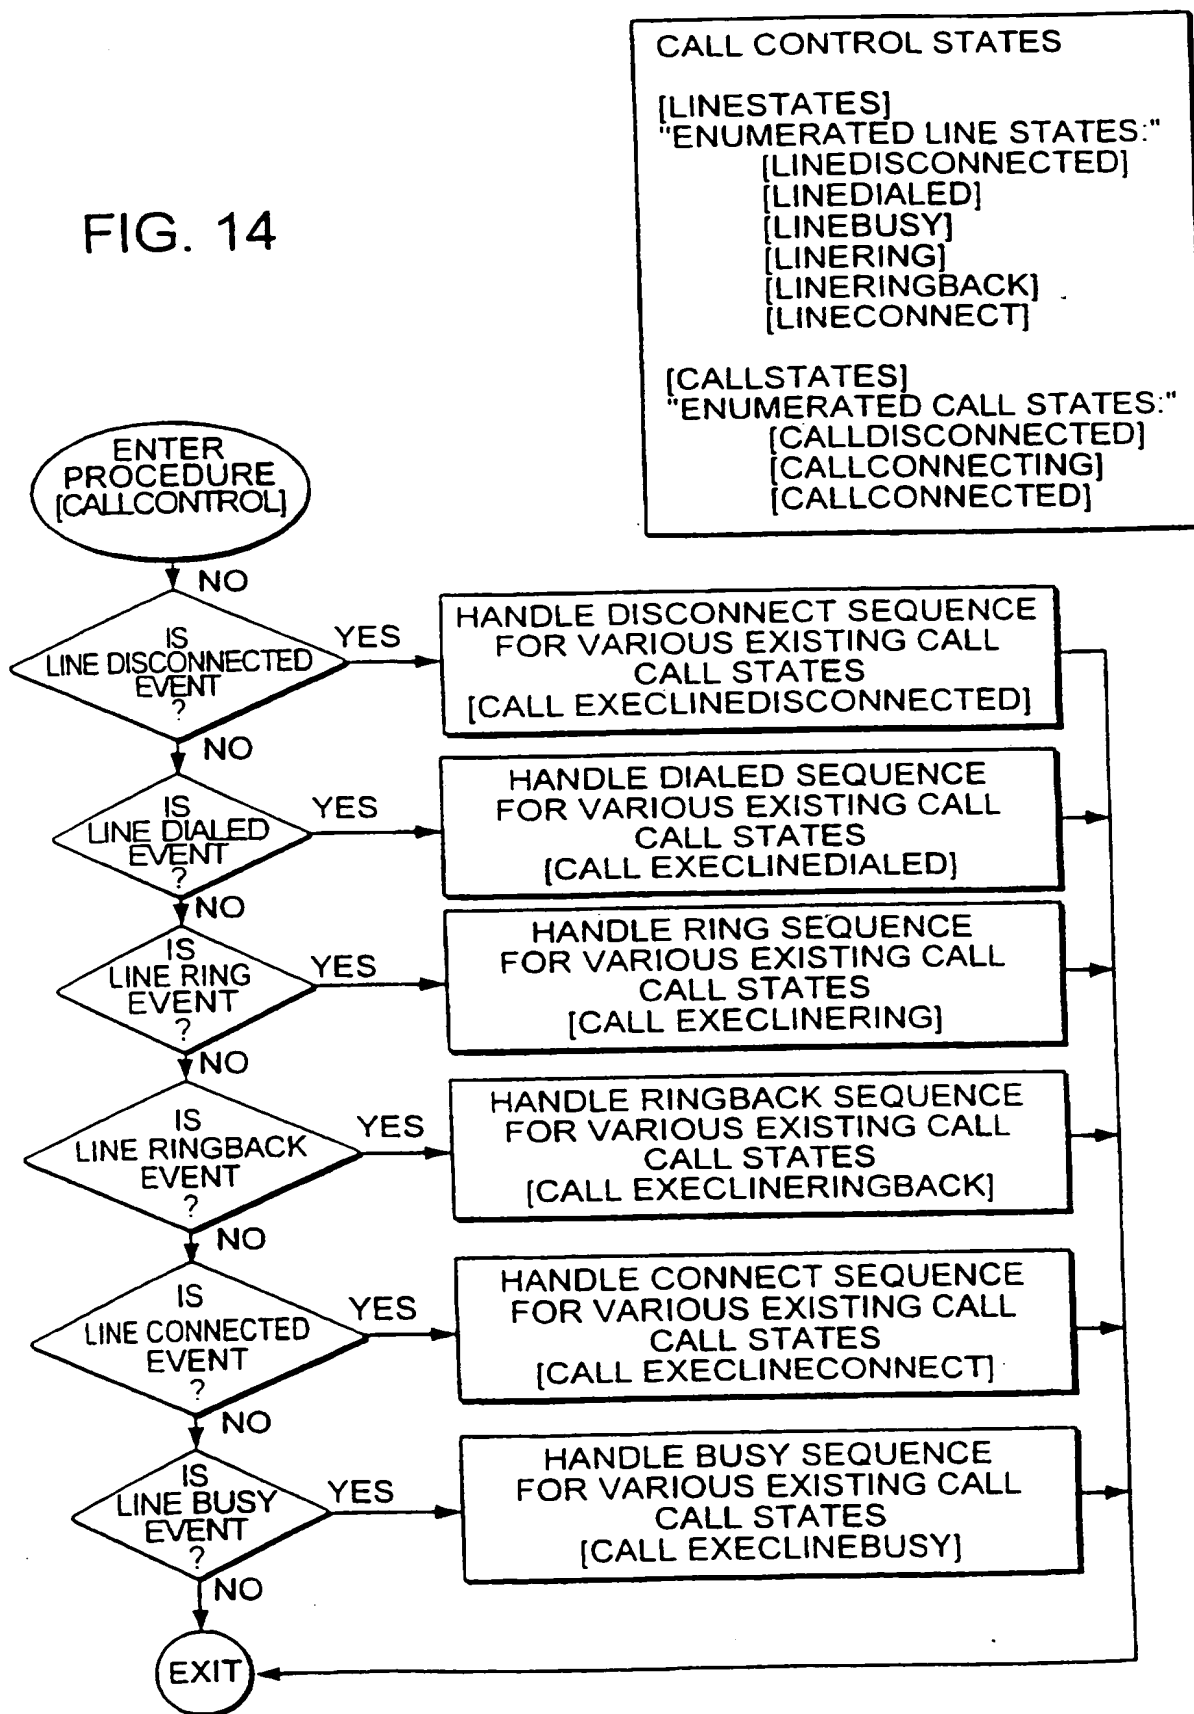 CALL CONTROL STATES
[LINESTATES]
"ENUMERATED LINE STATES:"
[LINEDISCONNECTED]
[LINEDIALED]
[LINEBUSY]
[LINERING]
[LINERINGBACK]
[LINECONNECT]
[CALLSTATES]
"ENUMERATED CALL STATES:"
[CALLDISCONNECTED]
[CALLCONNECTING]
[CALLCONNECTED]
FIG. 14
ENTER
PROCEDURE
[CALLCONTROL]
NO
IS
LINE DISCONNECTED
EVENT
?
YES
HANDLE DISCONNECT SEQUENCE
FOR VARIOUS EXISTING CALL
CALL STATES
[CALL EXECLINEDISCONNECTED]
NO
IS
LINE DIALED
EVENT
?
YES
HANDLE DIALED SEQUENCE
FOR VARIOUS EXISTING CALL
CALL STATES
[CALL EXECLINEDIALED]
NO
IS
LINE RING
EVENT
?
YES
HANDLE RING SEQUENCE
FOR VARIOUS EXISTING CALL
CALL STATES
[CALL EXECLINERING]
NO
IS
LINE RINGBACK
EVENT
?
YES
HANDLE RINGBACK SEQUENCE
FOR VARIOUS EXISTING CALL
CALL STATES
[CALL EXECLINERINGBACK]
NO
IS
LINE CONNECTED
EVENT
?
YES
HANDLE CONNECT SEQUENCE
FOR VARIOUS EXISTING CALL
CALL STATES
[CALL EXECLINECONNECT]
NO
IS
LINE BUSY
EVENT
?
YES
HANDLE BUSY SEQUENCE
FOR VARIOUS EXISTING CALL
CALL STATES
[CALL EXECLINEBUSY]
NO
EXIT